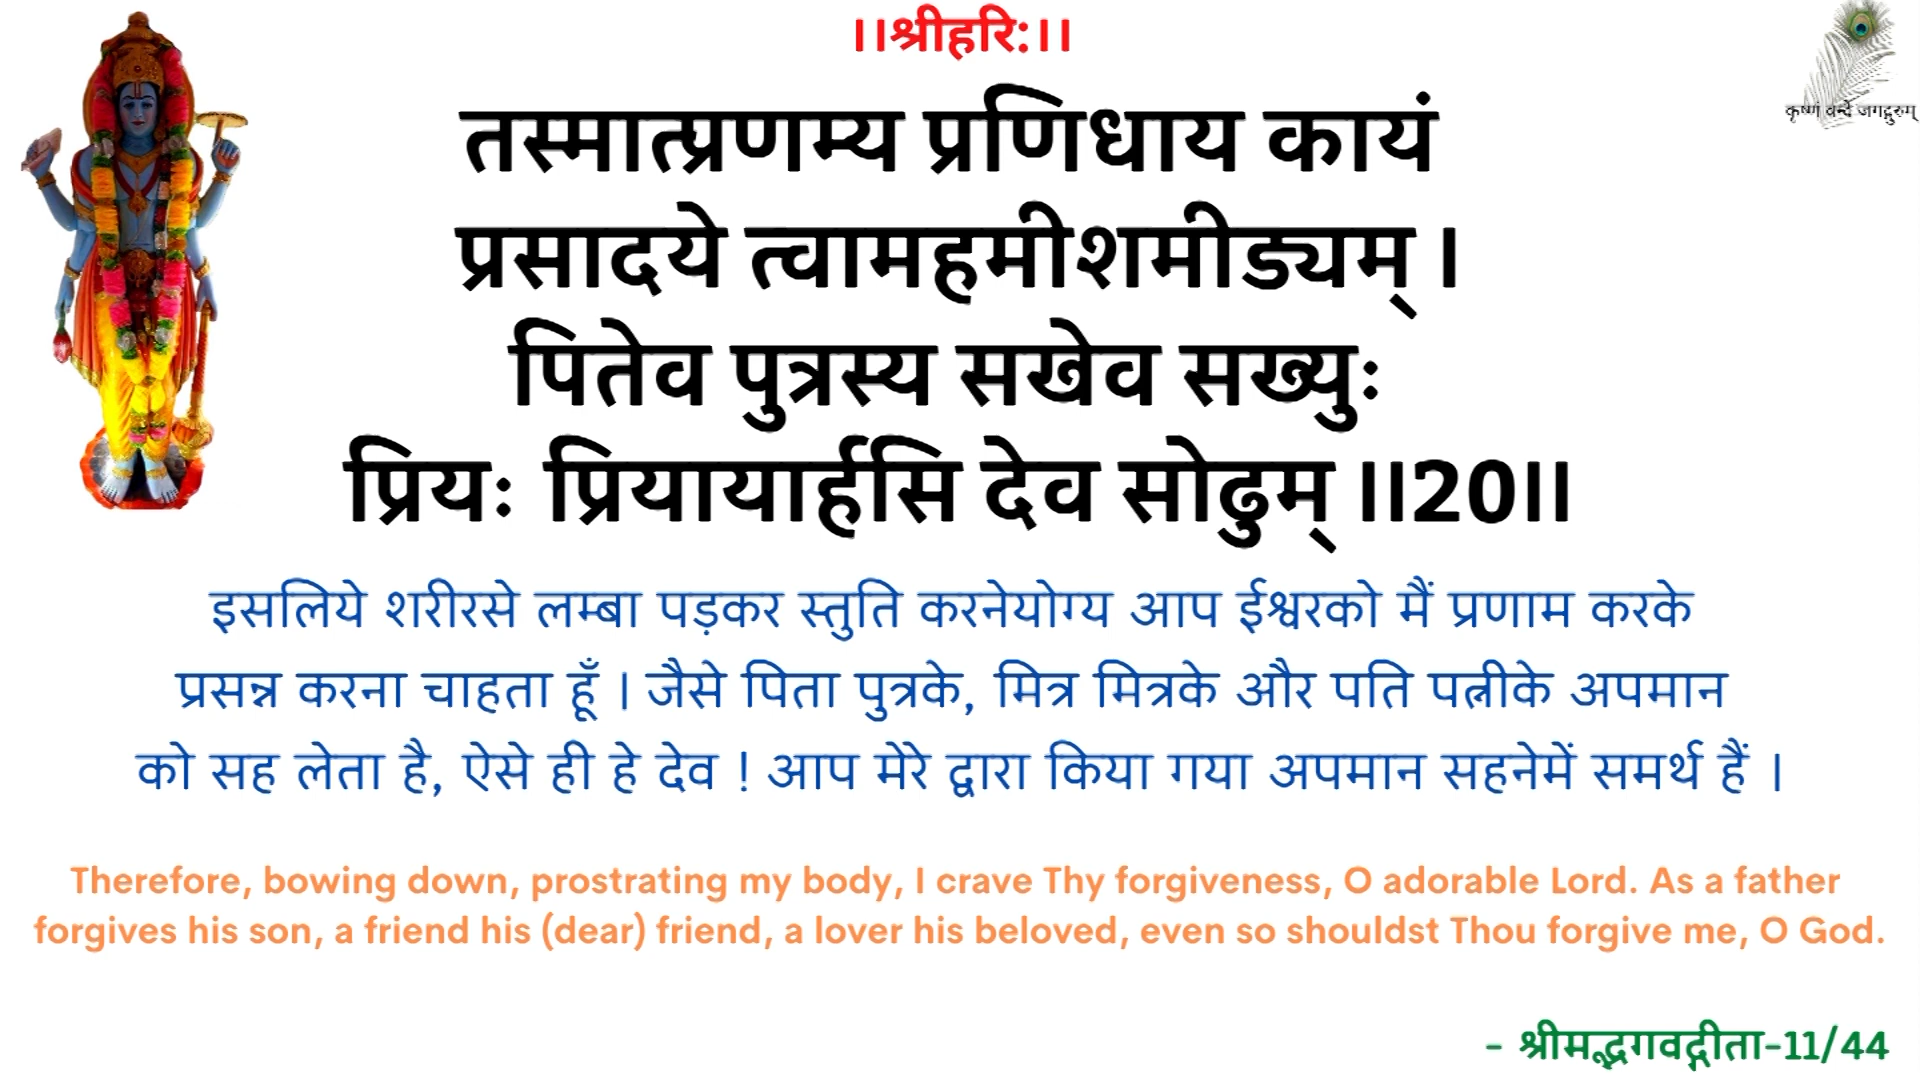 ।।श्रीहरि:।।
कृष्णं वन्दे जगद्गुरुम्
तस्मात्प्रणम्य प्रणिधाय कायं
प्रसादये त्वामहमीशमीड्यम् ।
पितेव पुत्रस्य सखेव सख्युः
प्रियः प्रियायार्हसि देव सोढुम् ।।20।।
इसलिये शरीरसे लम्बा पड़कर स्तुति करनेयोग्य आप ईश्वरको मैं प्रणाम करके
प्रसन्न करना चाहता हूँ । जैसे पिता पुत्रके, मित्र मित्रके और पति पत्नीके अपमान
को सह लेता है, ऐसे ही हे देव ! आप मेरे द्वारा किया गया अपमान सहनेमें समर्थ हैं ।
Therefore, bowing down, prostrating my body, I crave Thy forgiveness, O adorable Lord. As a father
forgives his son, a friend his (dear) friend, a lover his beloved, even so shouldst Thou forgive me, O God.
- श्रीमद्भगवद्गीता-11/44